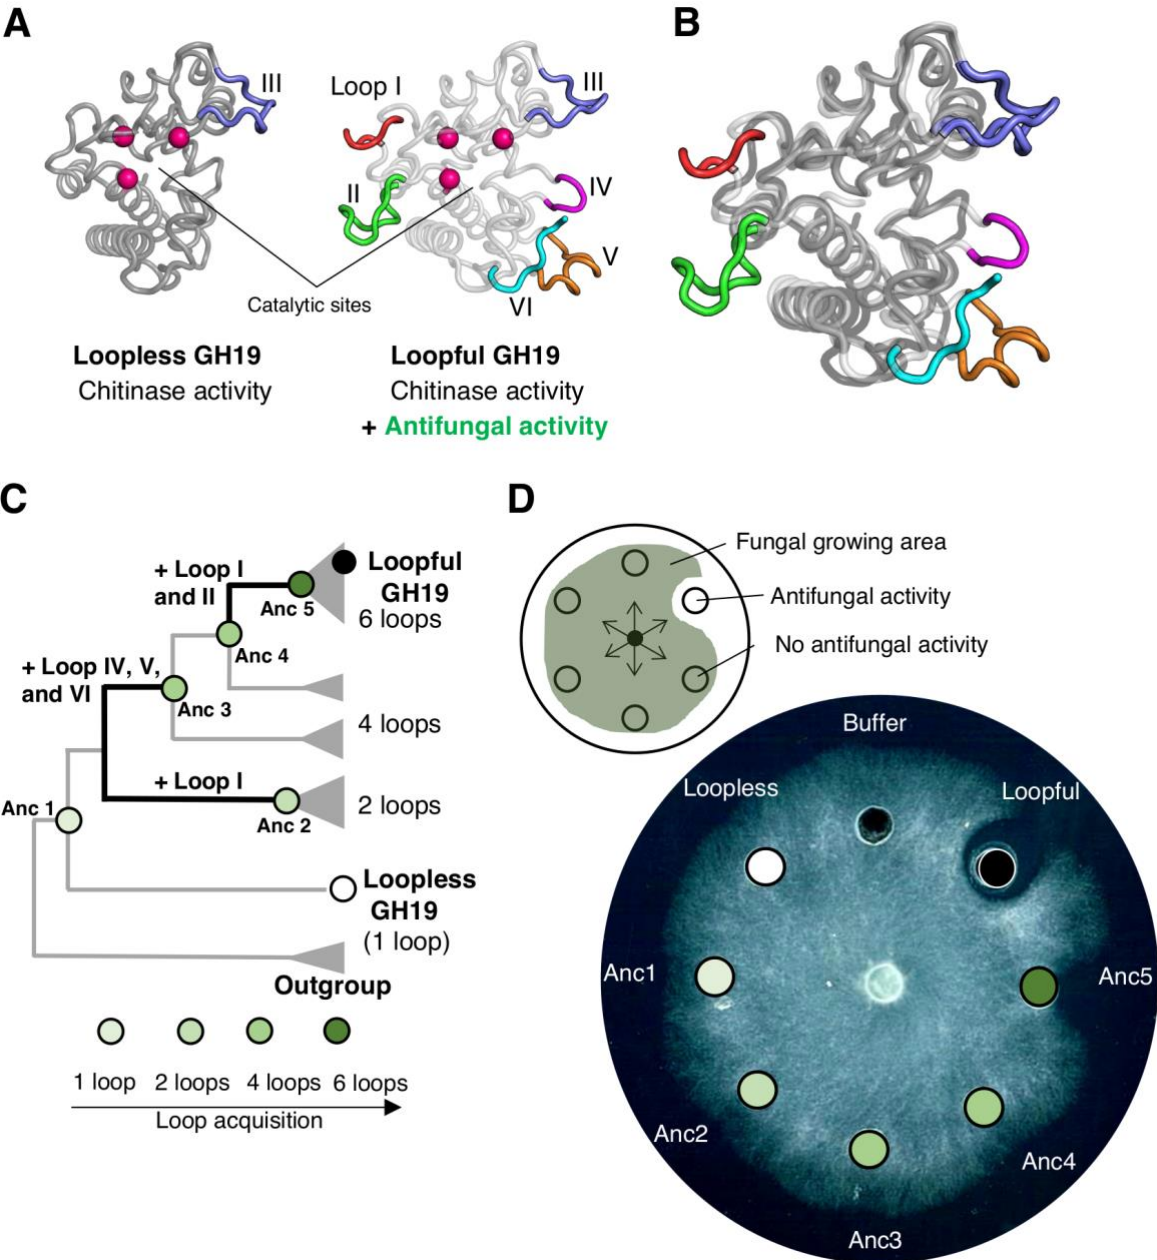 A
Loop I
III
III
II
IV
V
VI
Catalytic sites
Loopless GH19
Chitinase activity
Loopful GH19
Chitinase activity
+ Antifungal activity
B
C
+ Loop I
and II
Anc 5
Loopful
GH19
6 loops
Anc 4
+ Loop IV, V,
and VI
Anc 3
4 loops
+ Loop I
Anc 2
2 loops
Anc 1
Loopless
GH19
(1 loop)
Outgroup
1 loop
2 loops
4 loops
6 loops
Loop acquisition
D
Fungal growing area
Antifungal activity
No antifungal activity
Buffer
Loopless
Loopful
Anc1
Anc5
Anc2
Anc4
Anc3